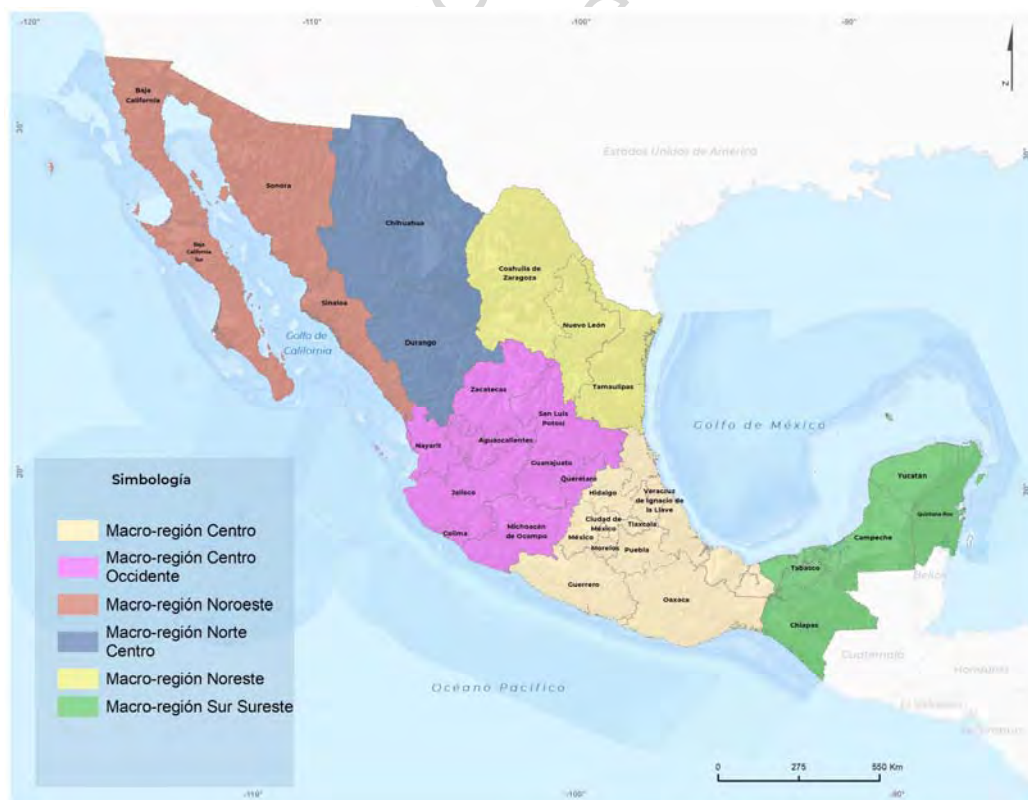 -120°
-110°
-100°
-90°
N
30°
30°
Baja
California
Sonora
Estados Unidos de América
Chihuahua
Baja
California
Sur
Coahuila de
Zaragoza
Sinaloa
Nuevo León
Golfo de
California
Durango
Tamaulipas
Zacatecas
San Luis
Potosí
Golfo de México
Nayarit
Aguascalientes
Guanajuato
Querétaro
Yucatán
20°
Hidalgo
Veracruz
de Ignacio de
la Llave
Jalisco
Quintana Roo
Colima
Michoacán
de Ocampo
Ciudad de
México
Tlaxcala
México
Morelos
Puebla
Campeche
Tabasco
Belice
Guerrero
Oaxaca
Chiapas
Guatemala
Honduras
Océano Pacífico
El Salvador
Simbología
Macro-región Centro
Macro-región Centro
Occidente
Macro-región Noroeste
Macro-región Norte
Centro
Macro-región Noreste
Macro-región Sur Sureste
0 275 550 Km
-110°
-100°
-90°